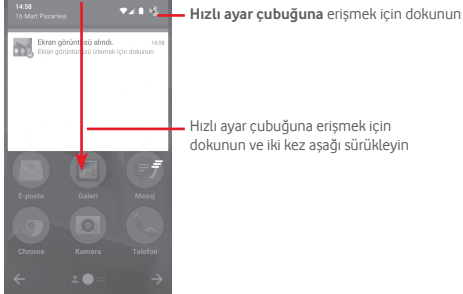 14:58
16 Mart Pazartesi
Hızlı ayar çubuğuna erişmek için dokunun
Ekran görüntüsü alındı. 14:58
Ekran görüntünüzü izlemek için dokunun.
Hızlı ayar çubuğuna erişmek için
dokunun ve iki kez aşağı sürükleyin
E-posta Galeri Mesaj
Chrome Kamera Telefon